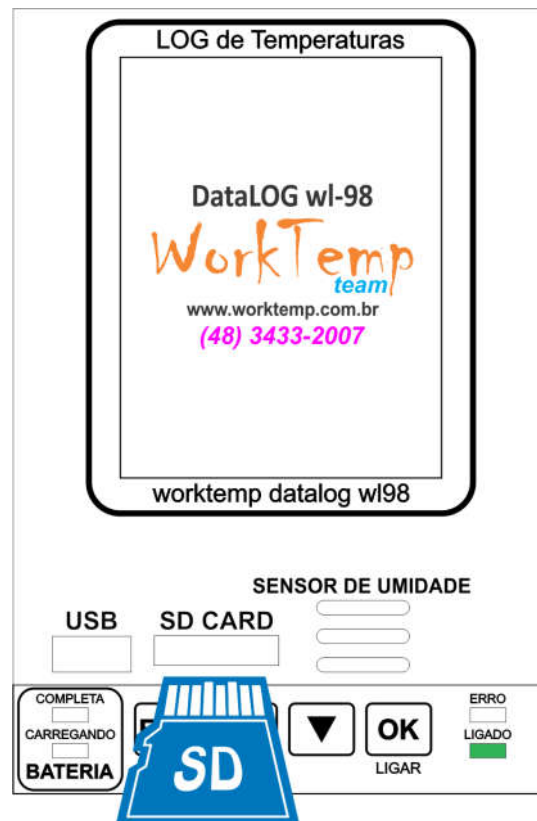 LOG de Temperaturas
DataLOG wl-98
WorkTemp
team
www.worktemp.com.br
(48) 3433-2007
worktemp datalog wl98
SENSOR DE UMIDADE
USB SD CARD
COMPLETA
CARREGANDO
BATERIA
SD
OK
LIGAR
ERRO
LIGADO